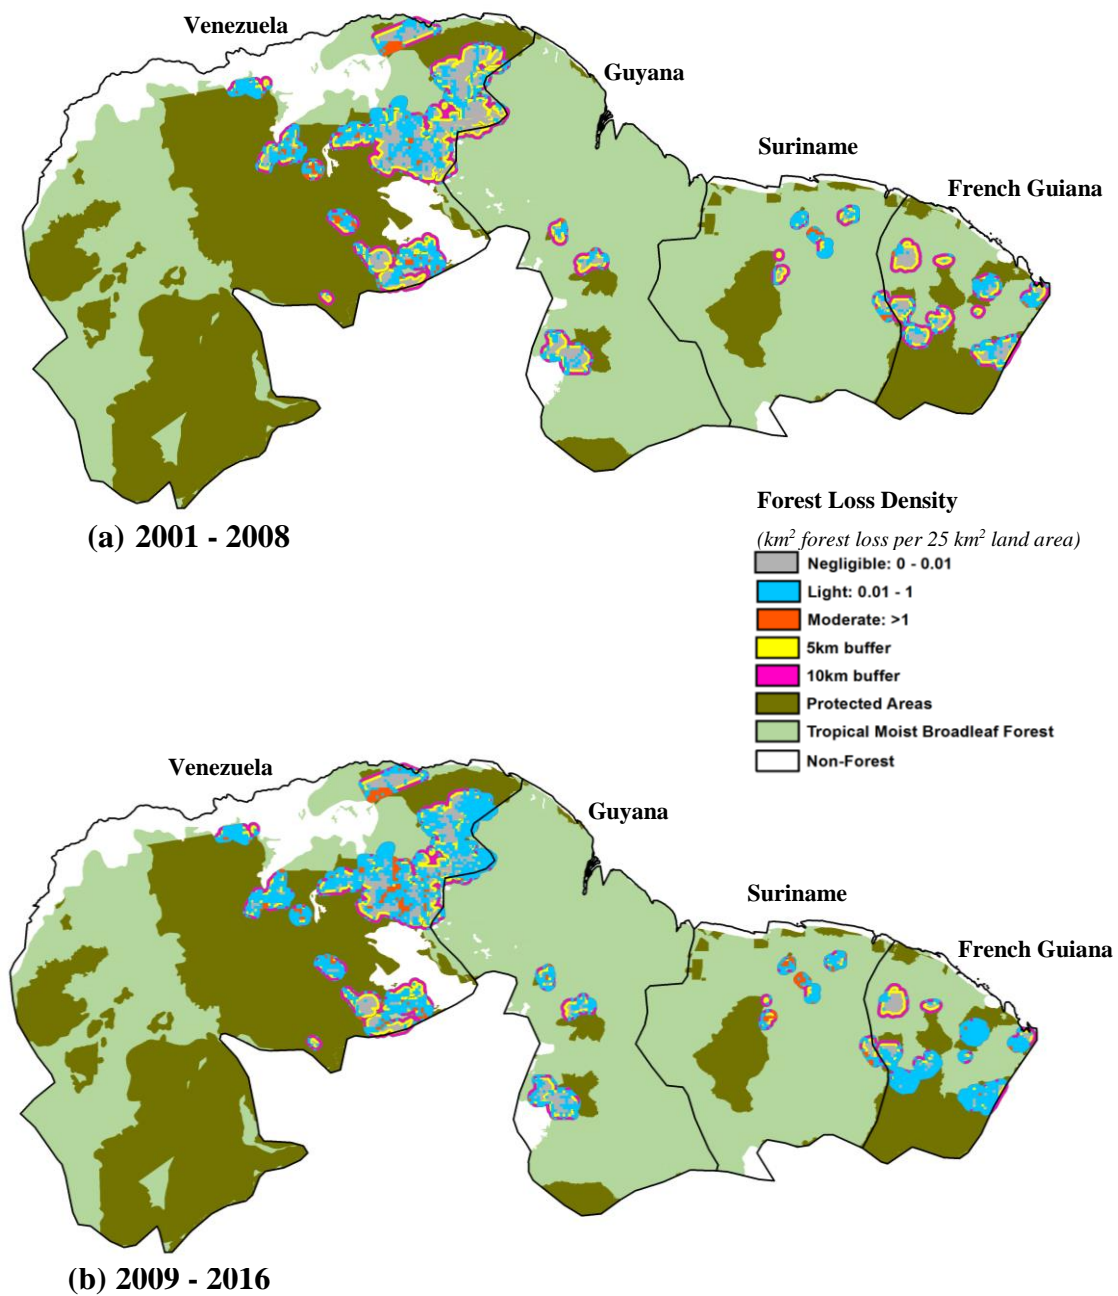 Venezuela
Guyana
Suriname
French Guiana
(a) 2001 - 2008
Forest Loss Density
(km² forest loss per 25 km² land area)
Negligible: 0 - 0.01
Light: 0.01 - 1
Moderate: >1
5km buffer
10km buffer
Protected Areas
Tropical Moist Broadleaf Forest
Non-Forest
Venezuela
Guyana
Suriname
French Guiana
(b) 2009 - 2016